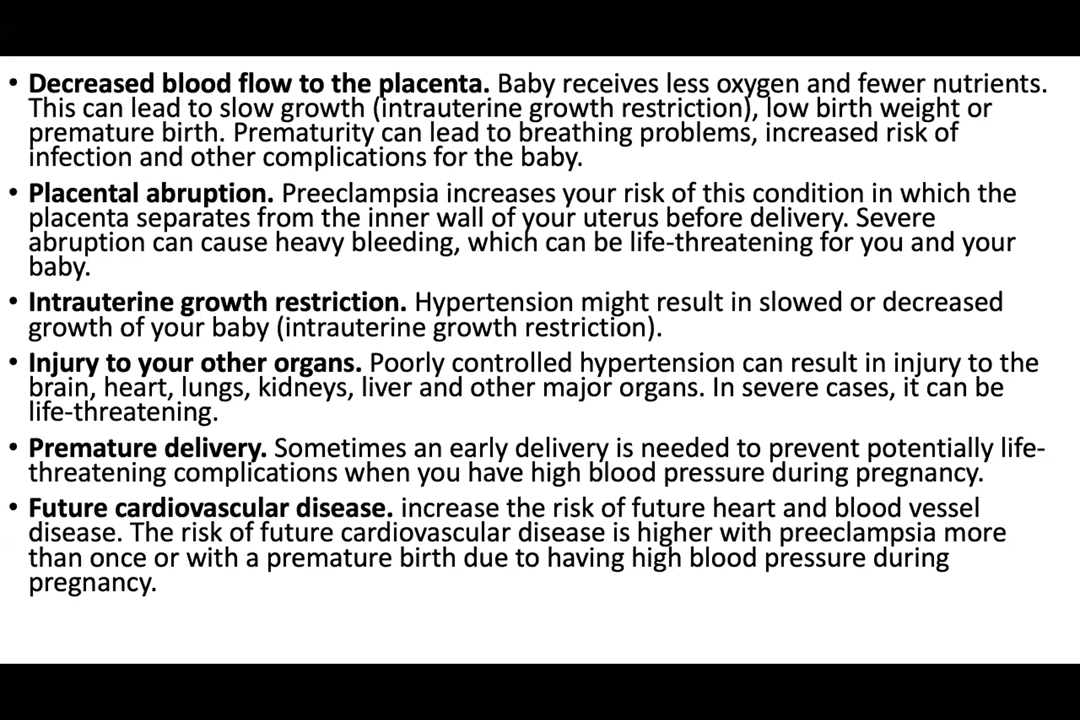 • Decreased blood flow to the placenta. Baby receives less oxygen and fewer nutrients.
This can lead to slow growth (intrauterine growth restriction), low birth weight or
premature birth. Prematurity can lead to breathing problems, increased risk of
infection and other complications for the baby.
• Placental abruption. Preeclampsia increases your risk of this condition in which the
placenta separates from the inner wall of your uterus before delivery. Severe
abruption can cause heavy bleeding, which can be life-threatening for you and your
baby.
• Intrauterine growth restriction. Hypertension might result in slowed or decreased
growth of your baby (intrauterine growth restriction).
• Injury to your other organs. Poorly controlled hypertension can result in injury to the
brain, heart, lungs, kidneys, liver and other major organs. In severe cases, it can be
life-threatening.
• Premature delivery. Sometimes an early delivery is needed to prevent potentially life-
threatening complications when you have high blood pressure during pregnancy.
• Future cardiovascular disease. increase the risk of future heart and blood vessel
disease. The risk of future cardiovascular disease is higher with preeclampsia more
than once or with a premature birth due to having high blood pressure during
pregnancy.